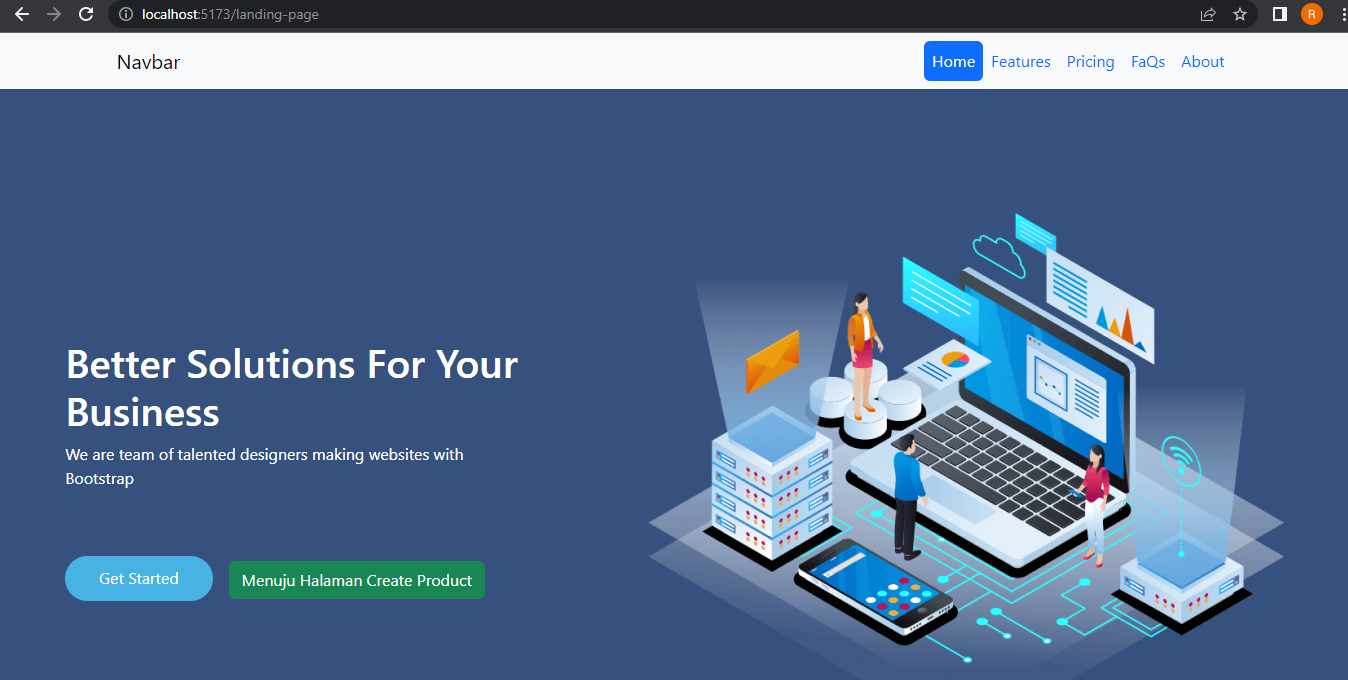 localhost:5173/landing-page
R
Navbar
Home Features Pricing FaQs About
Better Solutions For Your
Business
We are team of talented designers making websites with
Bootstrap
Get Started Menuju Halaman Create Product